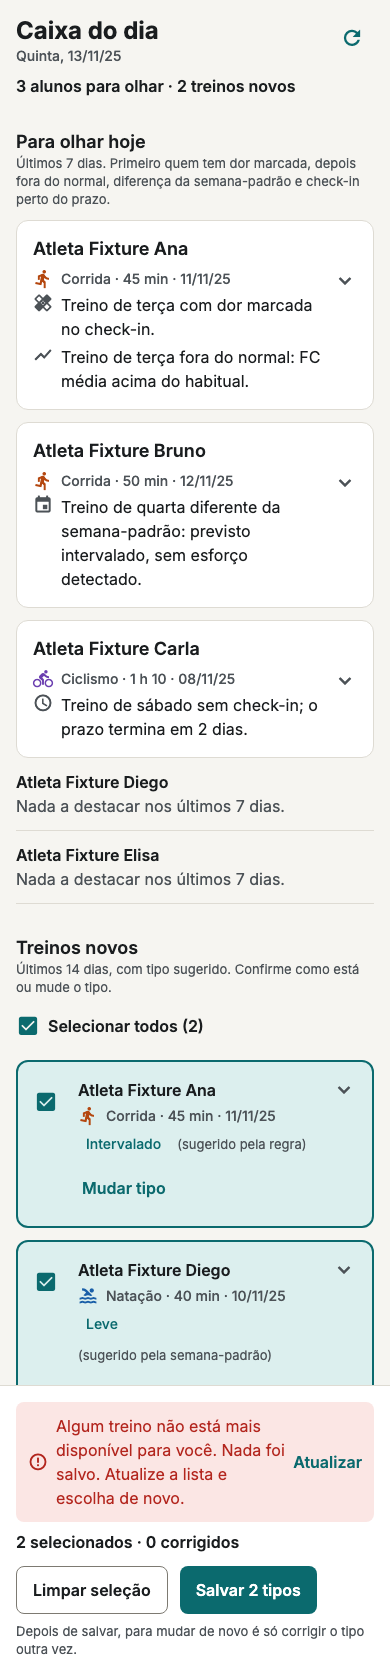 Caixa do dia
Quinta, 13/11/25
3 alunos para olhar · 2 treinos novos
Para olhar hoje
Últimos 7 dias. Primeiro quem tem dor marcada, depois
fora do normal, diferença da semana-padrão e check-in
perto do prazo.
Atleta Fixture Ana
Corrida · 45 min · 11/11/25
Treino de terça com dor marcada
no check-in.
Treino de terça fora do normal: FC
média acima do habitual.
Atleta Fixture Bruno
Corrida · 50 min · 12/11/25
Treino de quarta diferente da
semana-padrão: previsto
intervalado, sem esforço
detectado.
Atleta Fixture Carla
Ciclismo · 1 h 10 · 08/11/25
Treino de sábado sem check-in; o
prazo termina em 2 dias.
Atleta Fixture Diego
Nada a destacar nos últimos 7 dias.
Atleta Fixture Elisa
Nada a destacar nos últimos 7 dias.
Treinos novos
Últimos 14 dias, com tipo sugerido. Confirme como está
ou mude o tipo.
Selecionar todos (2)
Atleta Fixture Ana
Corrida · 45 min · 11/11/25
Intervalado (sugerido pela regra)
Mudar tipo
Atleta Fixture Diego
Natação · 40 min · 10/11/25
Leve
(sugerido pela semana-padrão)
Algum treino não está mais
disponível para você. Nada foi
salvo. Atualize a lista e
escolha de novo.
Atualizar
2 selecionados · 0 corrigidos
Limpar seleção
Salvar 2 tipos
Depois de salvar, para mudar de novo é só corrigir o tipo
outra vez.